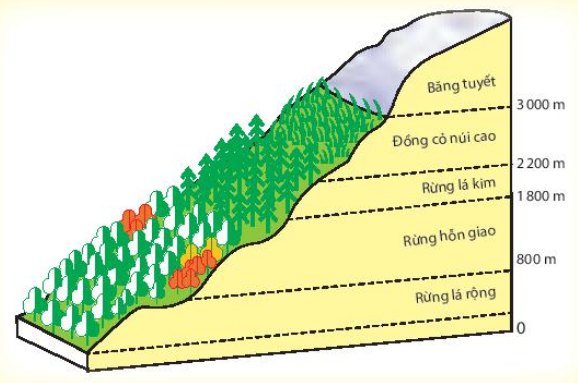 Băng tuyết
3 000 m
Đồng cỏ núi cao
2 200 m
Rừng lá kim
1 800 m
Rừng hỗn giao
800 m
Rừng lá rộng
0